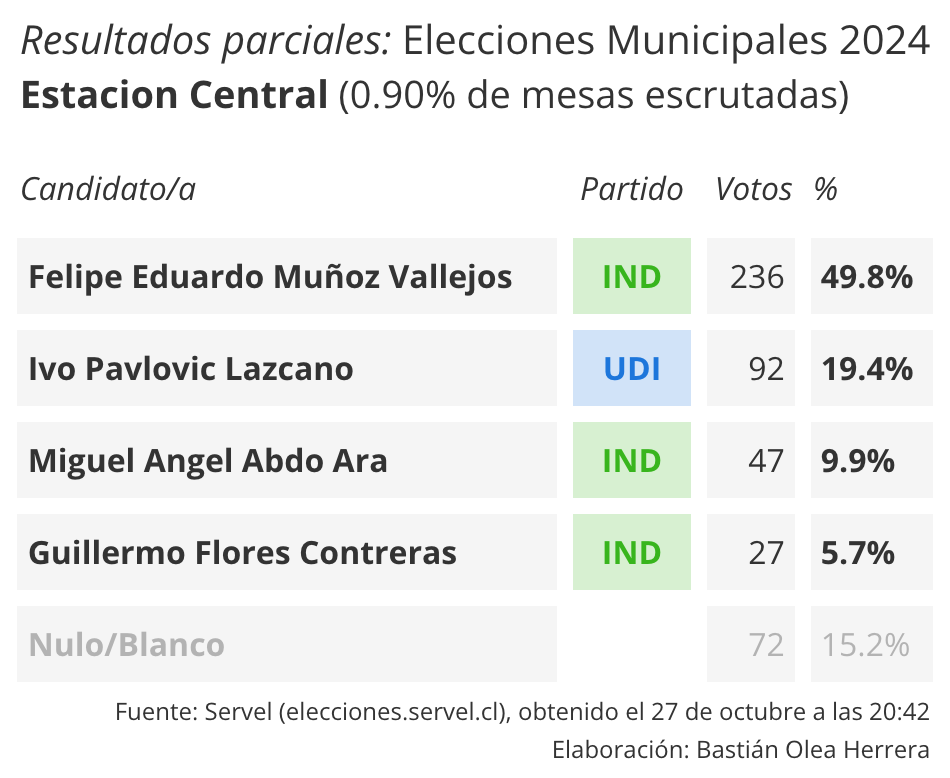 Resultados parciales: Elecciones Municipales 2024
Estacion Central (0.90% de mesas escrutadas)
Candidato/a Partido Votos %
Felipe Eduardo Muñoz Vallejos IND 236 49.8%
Ivo Pavlovic Lazcano UDI 92 19.4%
Miguel Angel Abdo Ara IND 47 9.9%
Guillermo Flores Contreras IND 27 5.7%
Nulo/Blanco 72 15.2%
Fuente: Servel (elecciones.servel.cl), obtenido el 27 de octubre a las 20:42
Elaboración: Bastián Olea Herrera